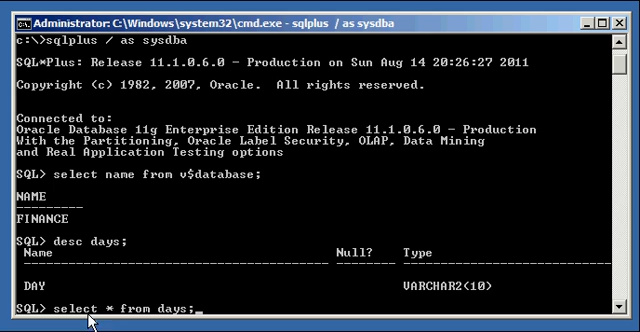 Administrator: C:\Windows\system32\cmd.exe - sqlplus / as sysdba
c:\>sqlplus / as sysdba
SQL*Plus: Release 11.1.0.6.0 - Production on Sun Aug 14 20:26:27 2011
Copyright (c) 1982, 2007, Oracle.  All rights reserved.
Connected to:
Oracle Database 11g Enterprise Edition Release 11.1.0.6.0 - Production
With the Partitioning, Oracle Label Security, OLAP, Data Mining
and Real Application Testing options
SQL> select name from v$database;
NAME
---------
FINANCE
SQL> desc days;
Name Null? Type
----------------------------------------- -------- ----------------------------
DAY VARCHAR2(10)
SQL> select * from days;